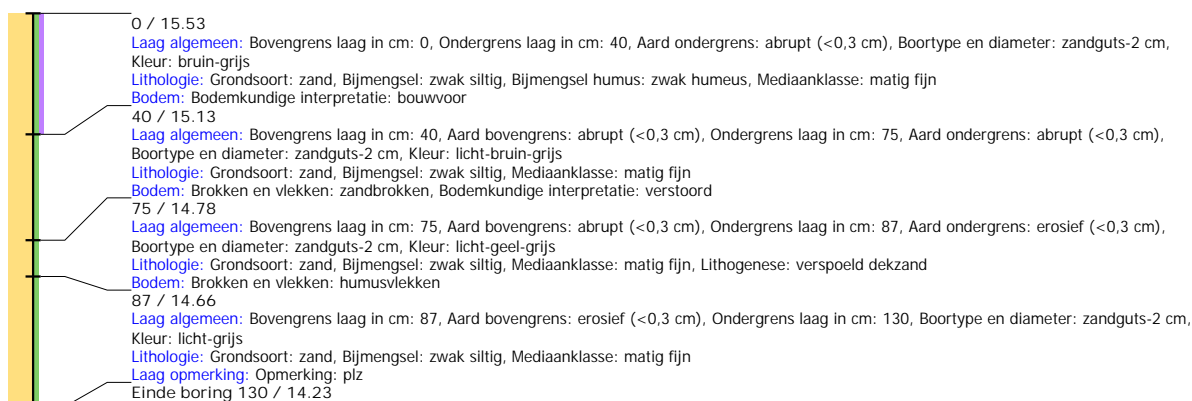 0 / 15.53
Laag algemeen: Bovengrens laag in cm: 0, Ondergrens laag in cm: 40, Aard ondergrens: abrupt (<0,3 cm), Boortype en diameter: zandguts-2 cm,
Kleur: bruin-grijs
Lithologie: Grondsoort: zand, Bijmengsel: zwak siltig, Bijmengsel humus: zwak humeus, Mediaanklasse: matig fijn
Bodem: Bodemkundige interpretatie: bouwvoor
40 / 15.13
Laag algemeen: Bovengrens laag in cm: 40, Aard bovengrens: abrupt (<0,3 cm), Ondergrens laag in cm: 75, Aard ondergrens: abrupt (<0,3 cm),
Boortype en diameter: zandguts-2 cm, Kleur: licht-bruin-grijs
Lithologie: Grondsoort: zand, Bijmengsel: zwak siltig, Mediaanklasse: matig fijn
Bodem: Brokken en vlekken: zandbrokken, Bodemkundige interpretatie: verstoord
75 / 14.78
Laag algemeen: Bovengrens laag in cm: 75, Aard bovengrens: abrupt (<0,3 cm), Ondergrens laag in cm: 87, Aard ondergrens: erosief (<0,3 cm),
Boortype en diameter: zandguts-2 cm, Kleur: licht-geel-grijs
Lithologie: Grondsoort: zand, Bijmengsel: zwak siltig, Mediaanklasse: matig fijn, Lithogenese: verspoeld dekzand
Bodem: Brokken en vlekken: humusvlekken
87 / 14.66
Laag algemeen: Bovengrens laag in cm: 87, Aard bovengrens: erosief (<0,3 cm), Ondergrens laag in cm: 130, Boortype en diameter: zandguts-2 cm,
Kleur: licht-grijs
Lithologie: Grondsoort: zand, Bijmengsel: zwak siltig, Mediaanklasse: matig fijn
Laag opmerking: Opmerking: plz
Einde boring 130 / 14.23